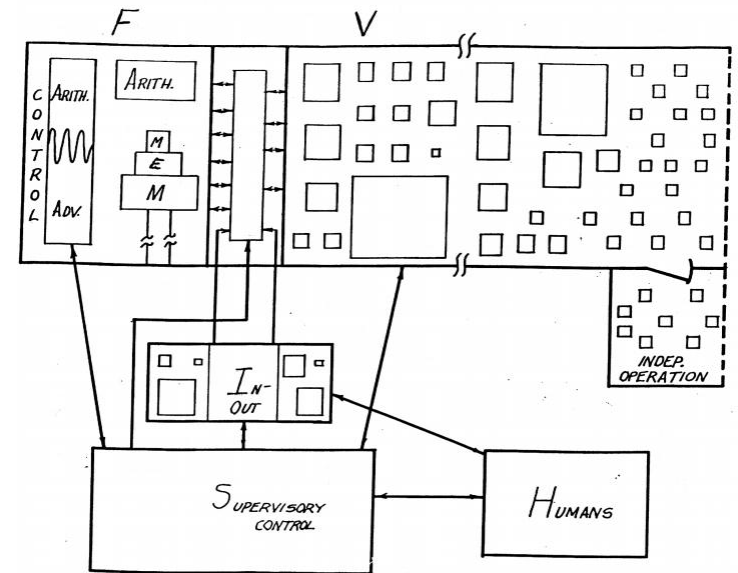 F
V
CONTROL
ARITH.
ADV.
ARITH.
M
E
M
IN-
OUT
INDEP.
OPERATION
SUPERVISORY
CONTROL
HUMANS